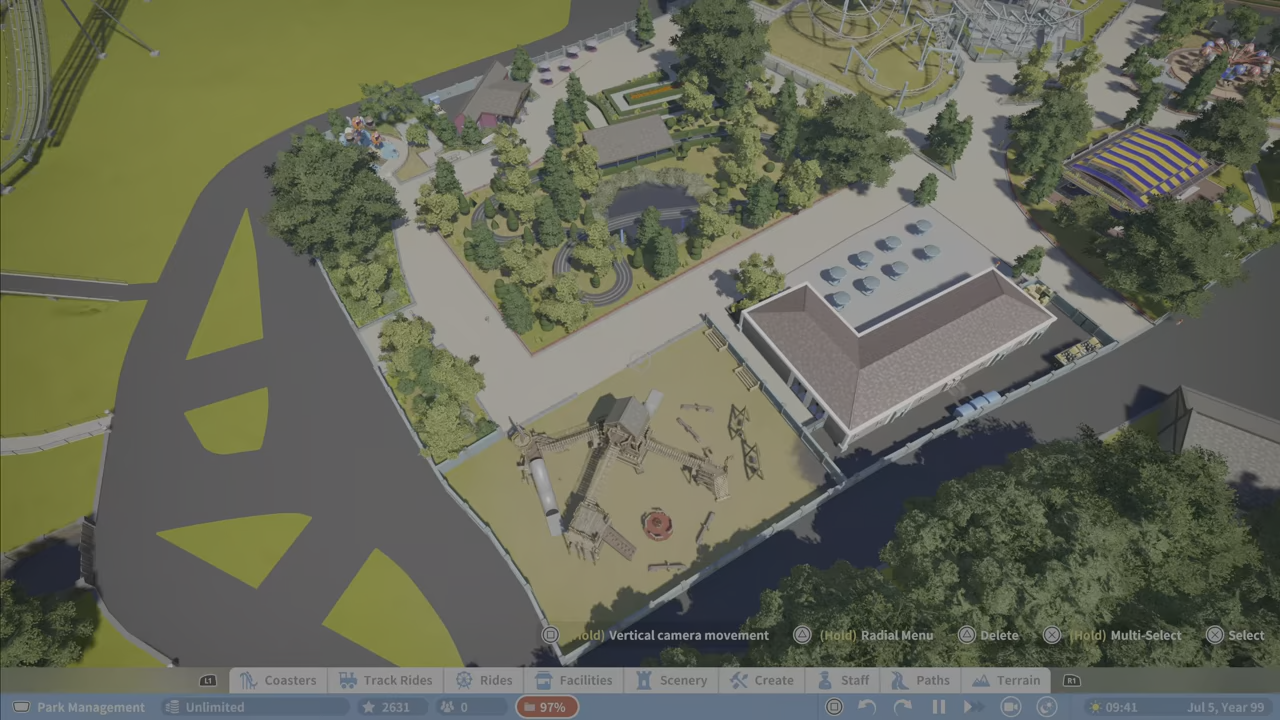 (Hold) Vertical camera movement (Hold) Radial Menu Delete (Hold) Multi-Select Select
L1 Coasters Track Rides Rides Facilities Scenery Create Staff Paths Terrain R1
Park Management Unlimited 2631 0 97% 09:41 Jul 5, Year 99